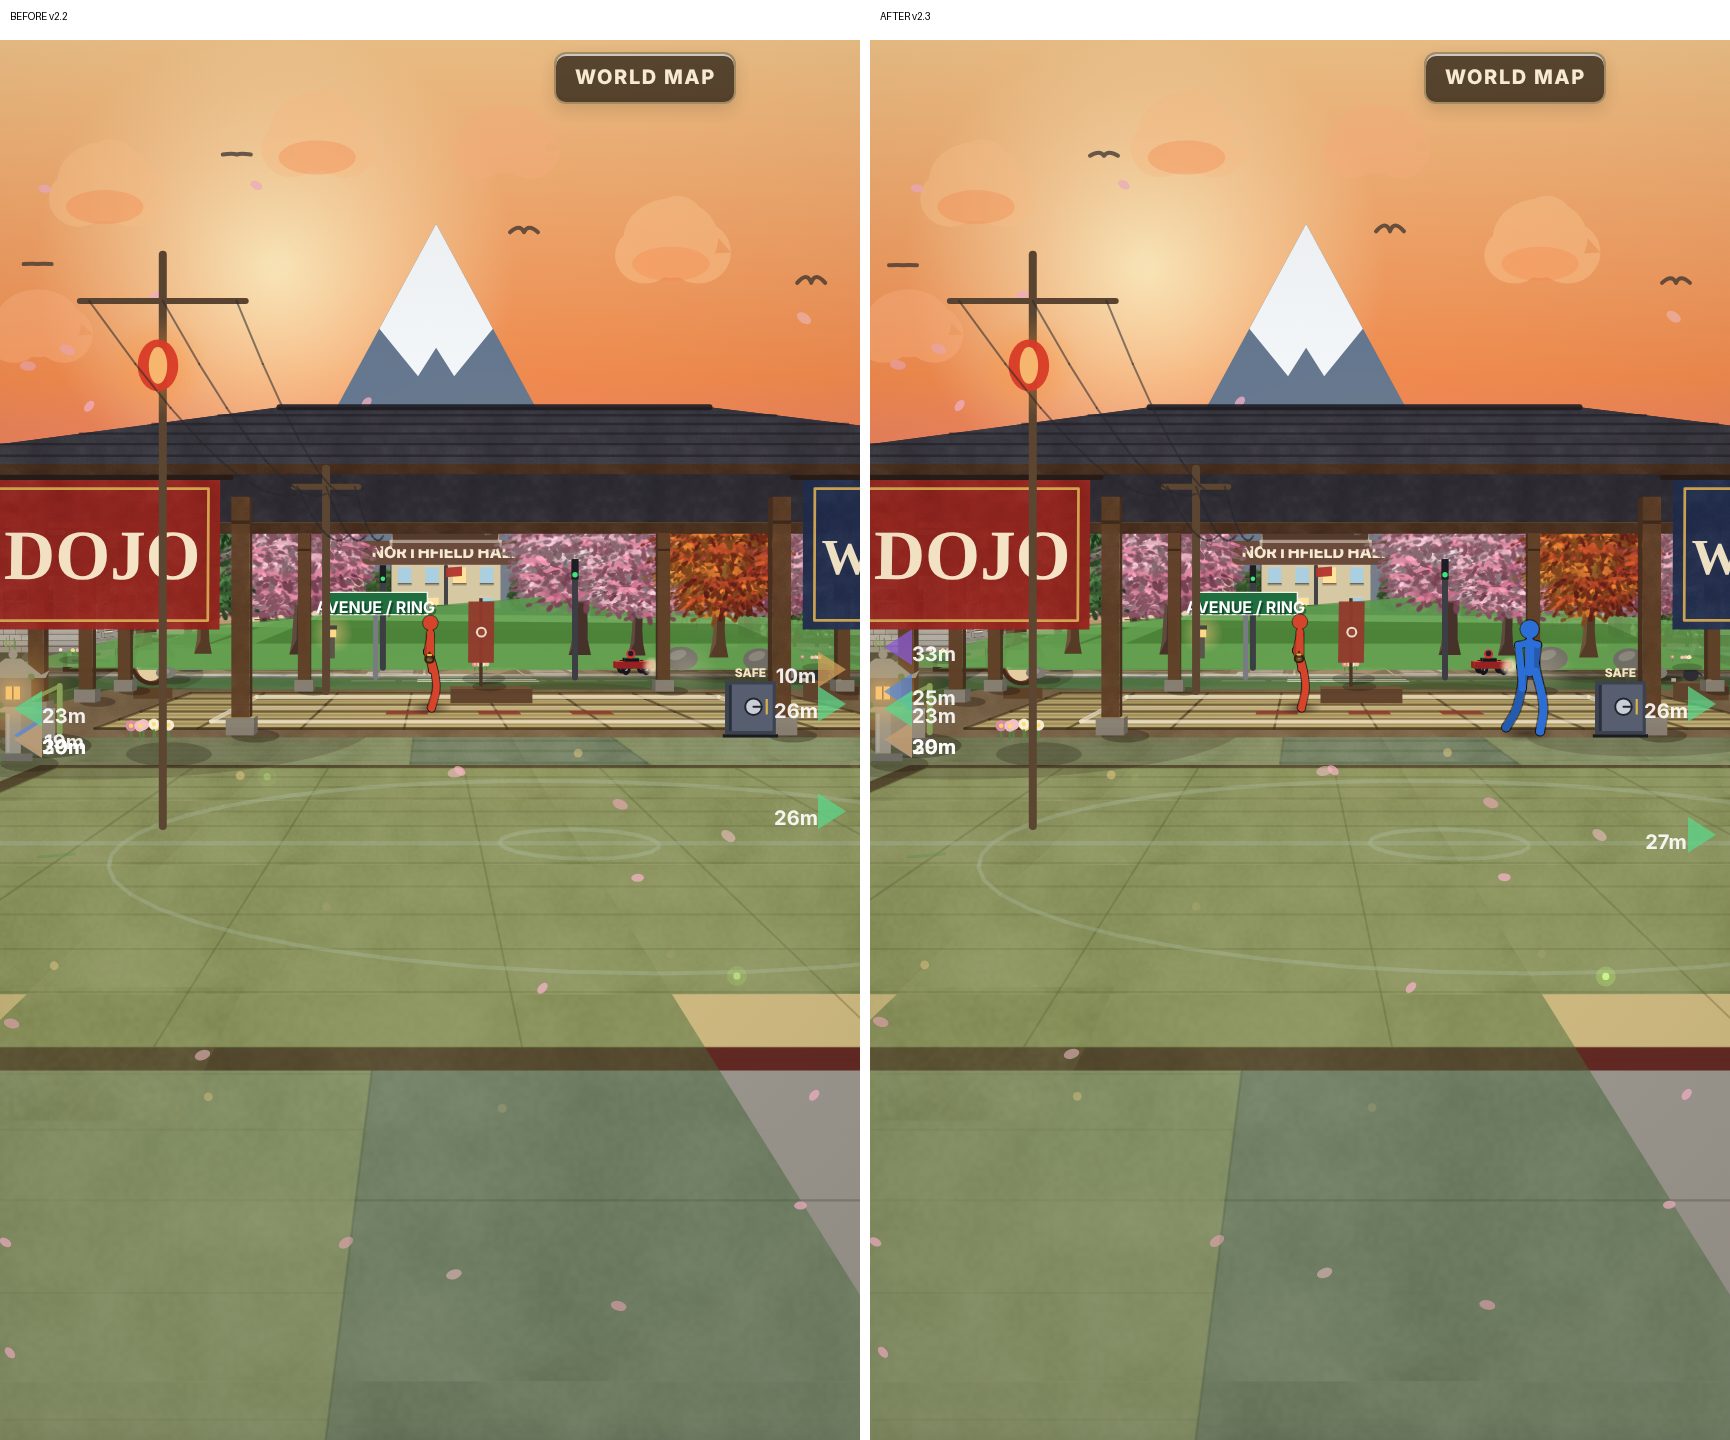 BEFORE v2.2
WORLD MAP
DOJO
W
NORTHFIELD HALL
AVENUE / RING
SAFE
10m
23m
26m
26m
AFTER v2.3
WORLD MAP
DOJO
W
NORTHFIELD HALL
AVENUE / RING
33m
SAFE
25m
23m
26m
27m